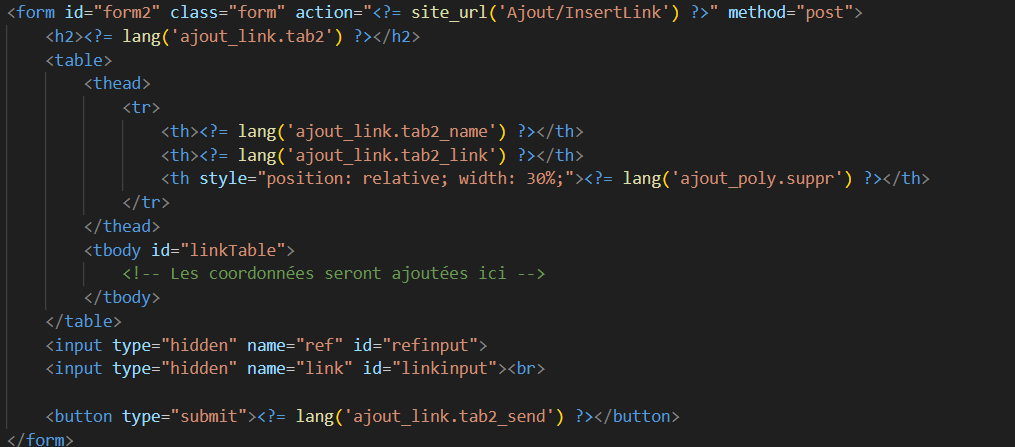 <form id="form2" class="form" action="<?= site_url('Ajout/InsertLink') ?>" method="post">
<h2><?= lang('ajout_link.tab2') ?></h2>
<table>
<thead>
<tr>
<th><?= lang('ajout_link.tab2_name') ?></th>
<th><?= lang('ajout_link.tab2_link') ?></th>
<th style="position: relative; width: 30%;"><?= lang('ajout_poly.suppr') ?></th>
</tr>
</thead>
<tbody id="linkTable">
<!-- Les coordonnées seront ajoutées ici -->
</tbody>
</table>
<input type="hidden" name="ref" id="refinput">
<input type="hidden" name="link" id="linkinput"><br>
<button type="submit"><?= lang('ajout_link.tab2_send') ?></button>
</form>